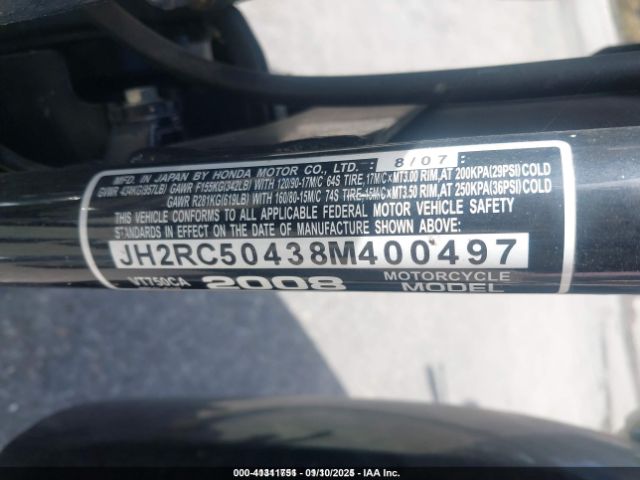 MFD. IN JAPAN BY HONDA MOTOR CO., LTD. 8/07
GVWR 434KG(957LB) GAWR F155KG(342LB) WITH 120/90-17M/C 64S TIRE, 17M/C×MT3.00 RIM, AT 200KPA(29PSI)COLD
GAWR R281KG(619LB) WITH 160/80-15M/C 74S TIRE, 15M/C×MT3.50 RIM, AT 250KPA(36PSI)COLD
THIS VEHICLE CONFORMS TO ALL APPLICABLE FEDERAL MOTOR VEHICLE SAFETY
STANDARDS IN EFFECT ON THE DATE OF MANUFACTURE SHOWN ABOVE.
JH2RC50438M400497
VT750CA 2008 MOTORCYCLE MODEL
01/30/2025 - IAA Inc.